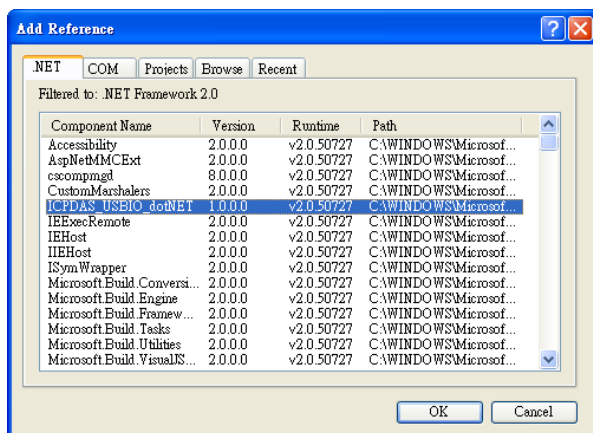 Add Reference
.NET COM Projects Browse Recent
Filtered to: .NET Framework 2.0
Component Name Version Runtime Path
Accessibility 2.0.0.0 v2.0.50727 C:\WINDOWS\Microsof...
AspNetMMCExt 2.0.0.0 v2.0.50727 C:\WINDOWS\Microsof...
cscompmgd 8.0.0.0 v2.0.50727 C:\WINDOWS\Microsof...
CustomMarshalers 2.0.0.0 v2.0.50727 C:\WINDOWS\Microsof...
ICPDAS_USBIO_dotNET 1.0.0.0 v2.0.50727 C:\WINDOWS\Microsof...
IEExecRemote 2.0.0.0 v2.0.50727 C:\WINDOWS\Microsof...
IEHost 2.0.0.0 v2.0.50727 C:\WINDOWS\Microsof...
IIEHost 2.0.0.0 v2.0.50727 C:\WINDOWS\Microsof...
ISymWrapper 2.0.0.0 v2.0.50727 C:\WINDOWS\Microsof...
Microsoft.Build.Conversi... 2.0.0.0 v2.0.50727 C:\WINDOWS\Microsof...
Microsoft.Build.Engine 2.0.0.0 v2.0.50727 C:\WINDOWS\Microsof...
Microsoft.Build.Framew... 2.0.0.0 v2.0.50727 C:\WINDOWS\Microsof...
Microsoft.Build.Tasks 2.0.0.0 v2.0.50727 C:\WINDOWS\Microsof...
Microsoft.Build.Utilities 2.0.0.0 v2.0.50727 C:\WINDOWS\Microsof...
Microsoft.Build.VisualJS... 2.0.0.0 v2.0.50727 C:\WINDOWS\Microsof...
OK Cancel